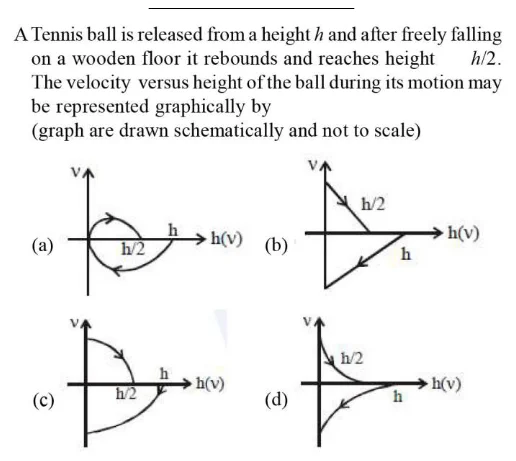 A Tennis ball is released from a height h and after freely falling
on a wooden floor it rebounds and reaches height h/2.
The velocity versus height of the ball during its motion may
be represented graphically by
(graph are drawn schematically and not to scale)
(a) v h/2 h h(v)
(b) v h/2 h h(v)
(c) v h/2 h h(v)
(d) v h/2 h h(v)